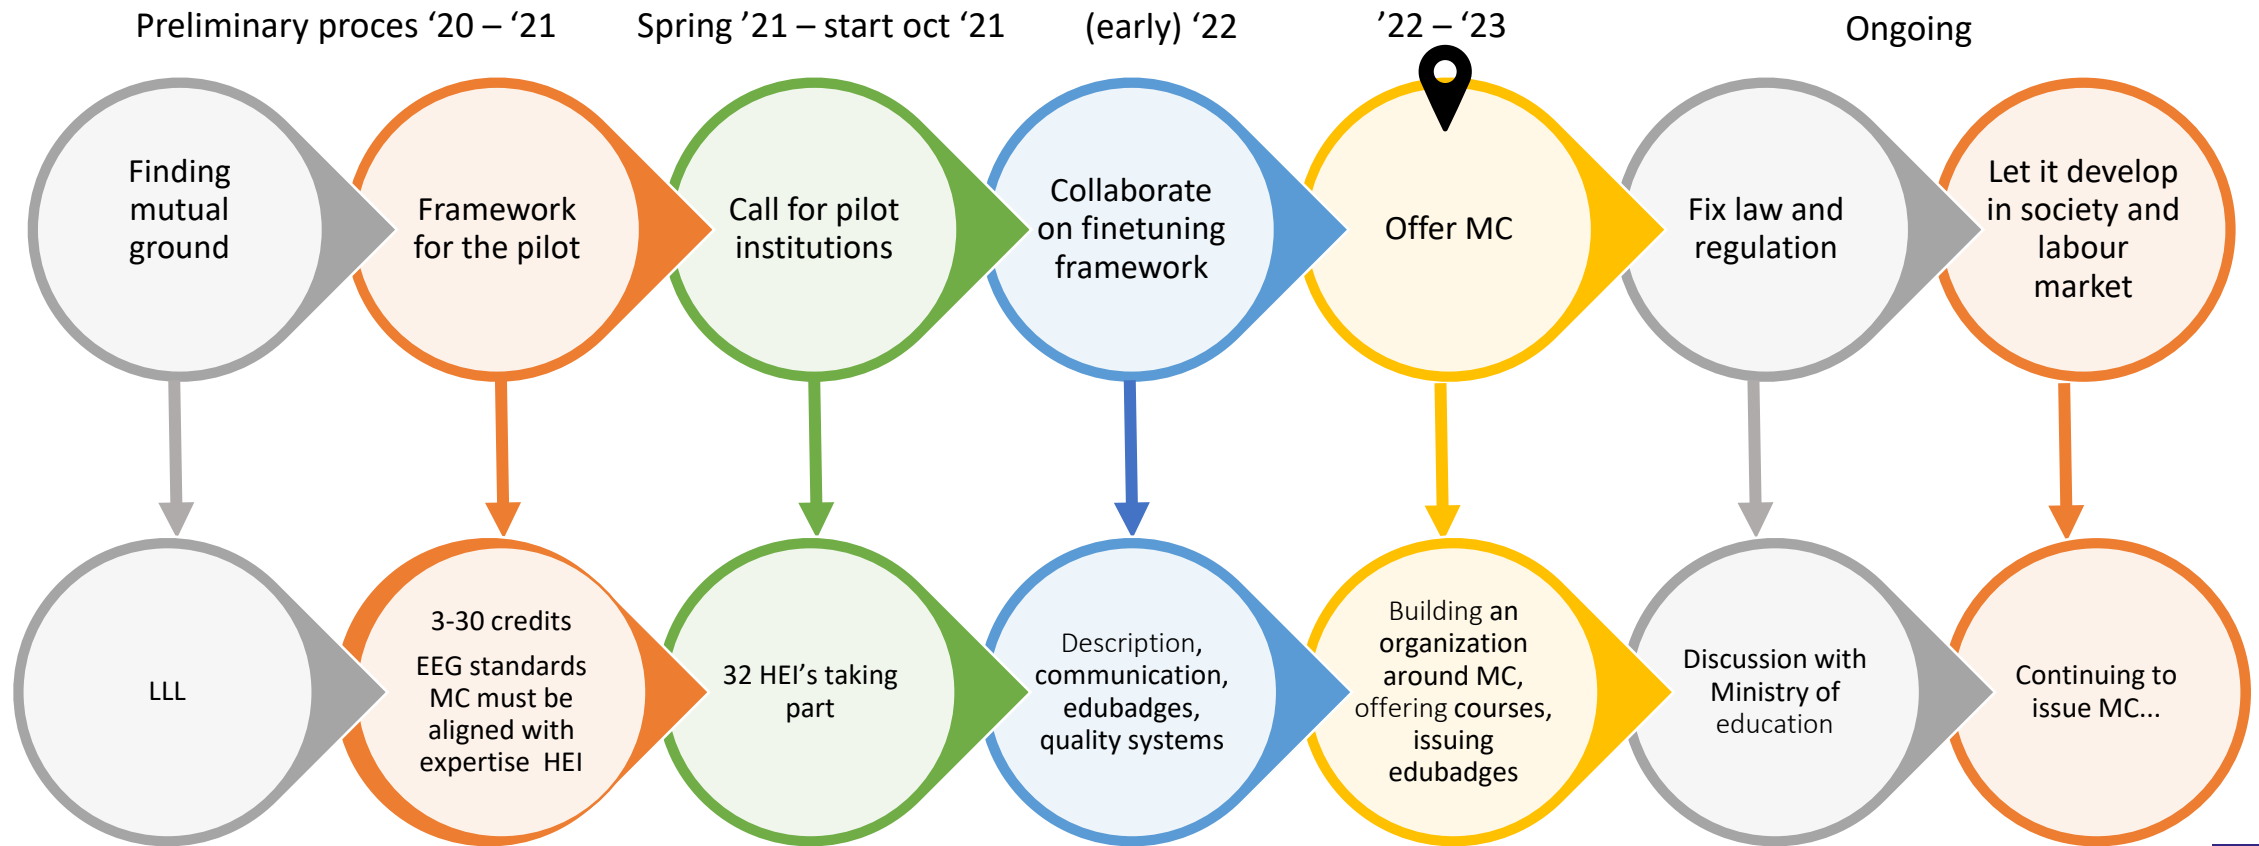 Preliminary proces ‘20 – ‘21
Spring ’21 – start oct ‘21
(early) ‘22
’22 – ‘23
Ongoing
Finding
mutual
ground
Framework
for the pilot
Call for pilot
institutions
Collaborate
on finetuning
framework
Offer MC
Fix law and
regulation
Let it develop
in society and
labour
market
LLL
3-30 credits
EEG standards
MC must be
aligned with
expertise HEI
32 HEI's taking
part
Description,
communication,
edubadges,
quality systems
Building an
organization
around MC,
offering courses,
issuing
edubadges
Discussion with
Ministry of
education
Continuing to
issue MC...